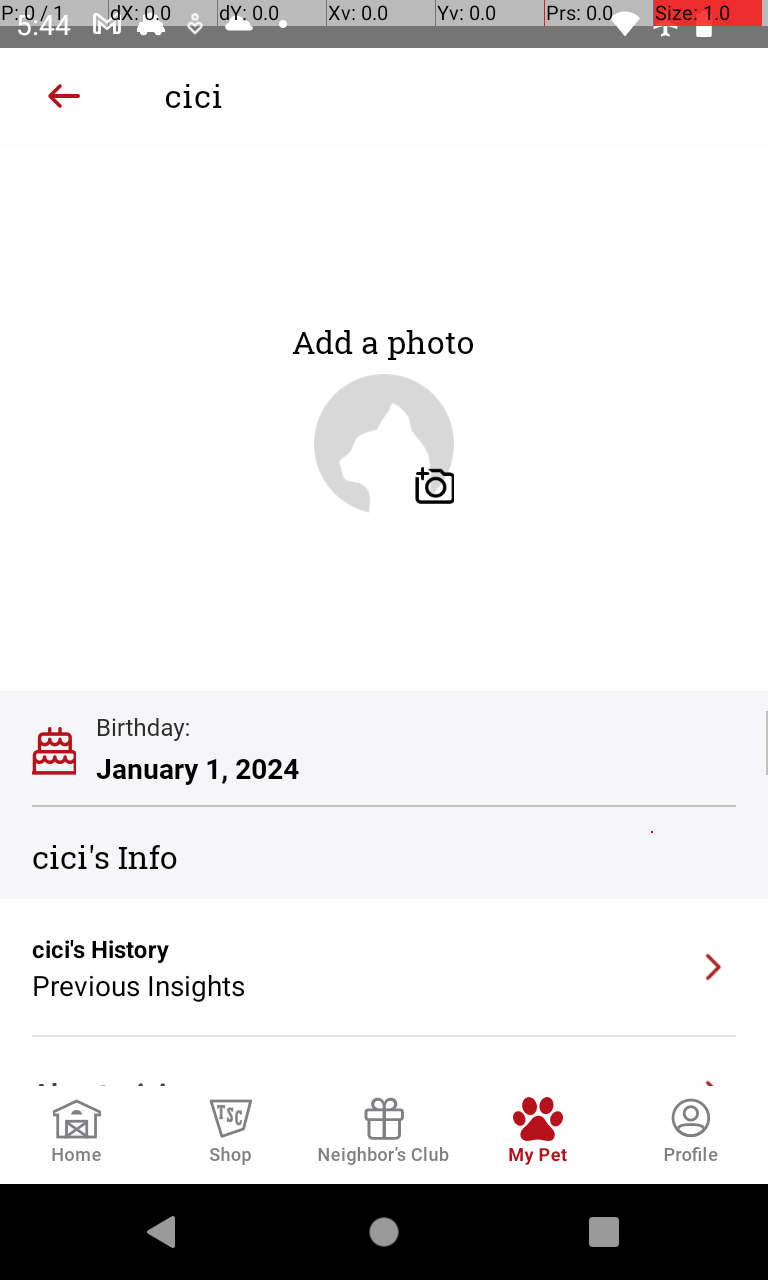 P: 0 / 1 dX: 0.0 dY: 0.0 Xv: 0.0 Yv: 0.0 Prs: 0.0 Size: 1.0
5:44
cici
Add a photo
Birthday:
January 1, 2024
cici's Info
cici's History
Previous Insights
TSC
Home Shop Neighbor's Club My Pet Profile